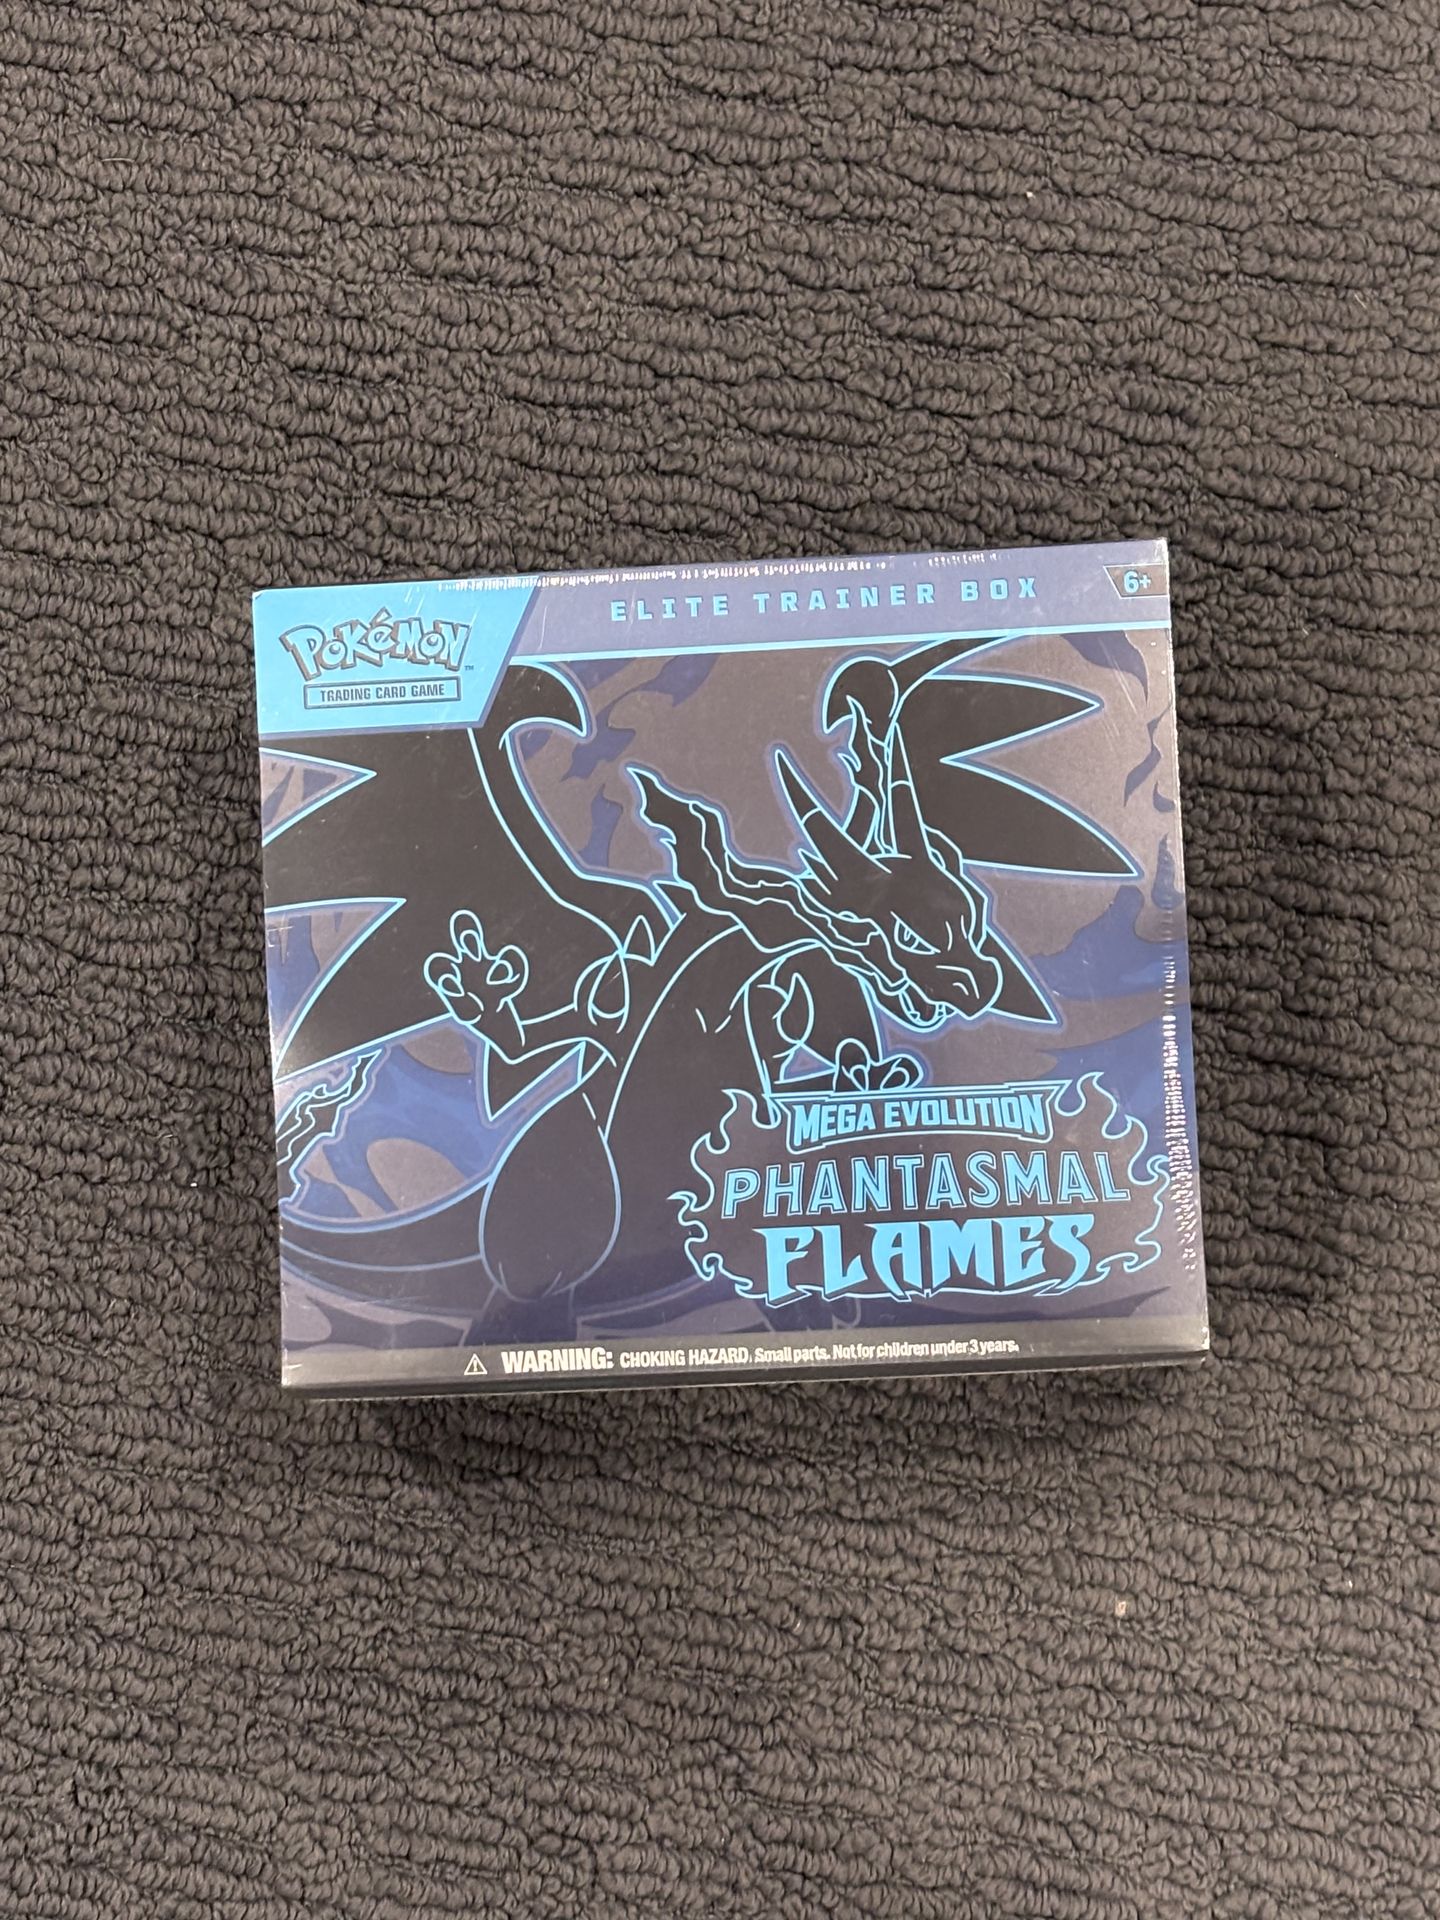 ELITE TRAINER BOX
6+
POKéMON
TRADING CARD GAME
MEGA EVOLUTION
PHANTASMAL
FLAMES
WARNING: CHOKING HAZARD. Small parts. Not for children under 3 years.